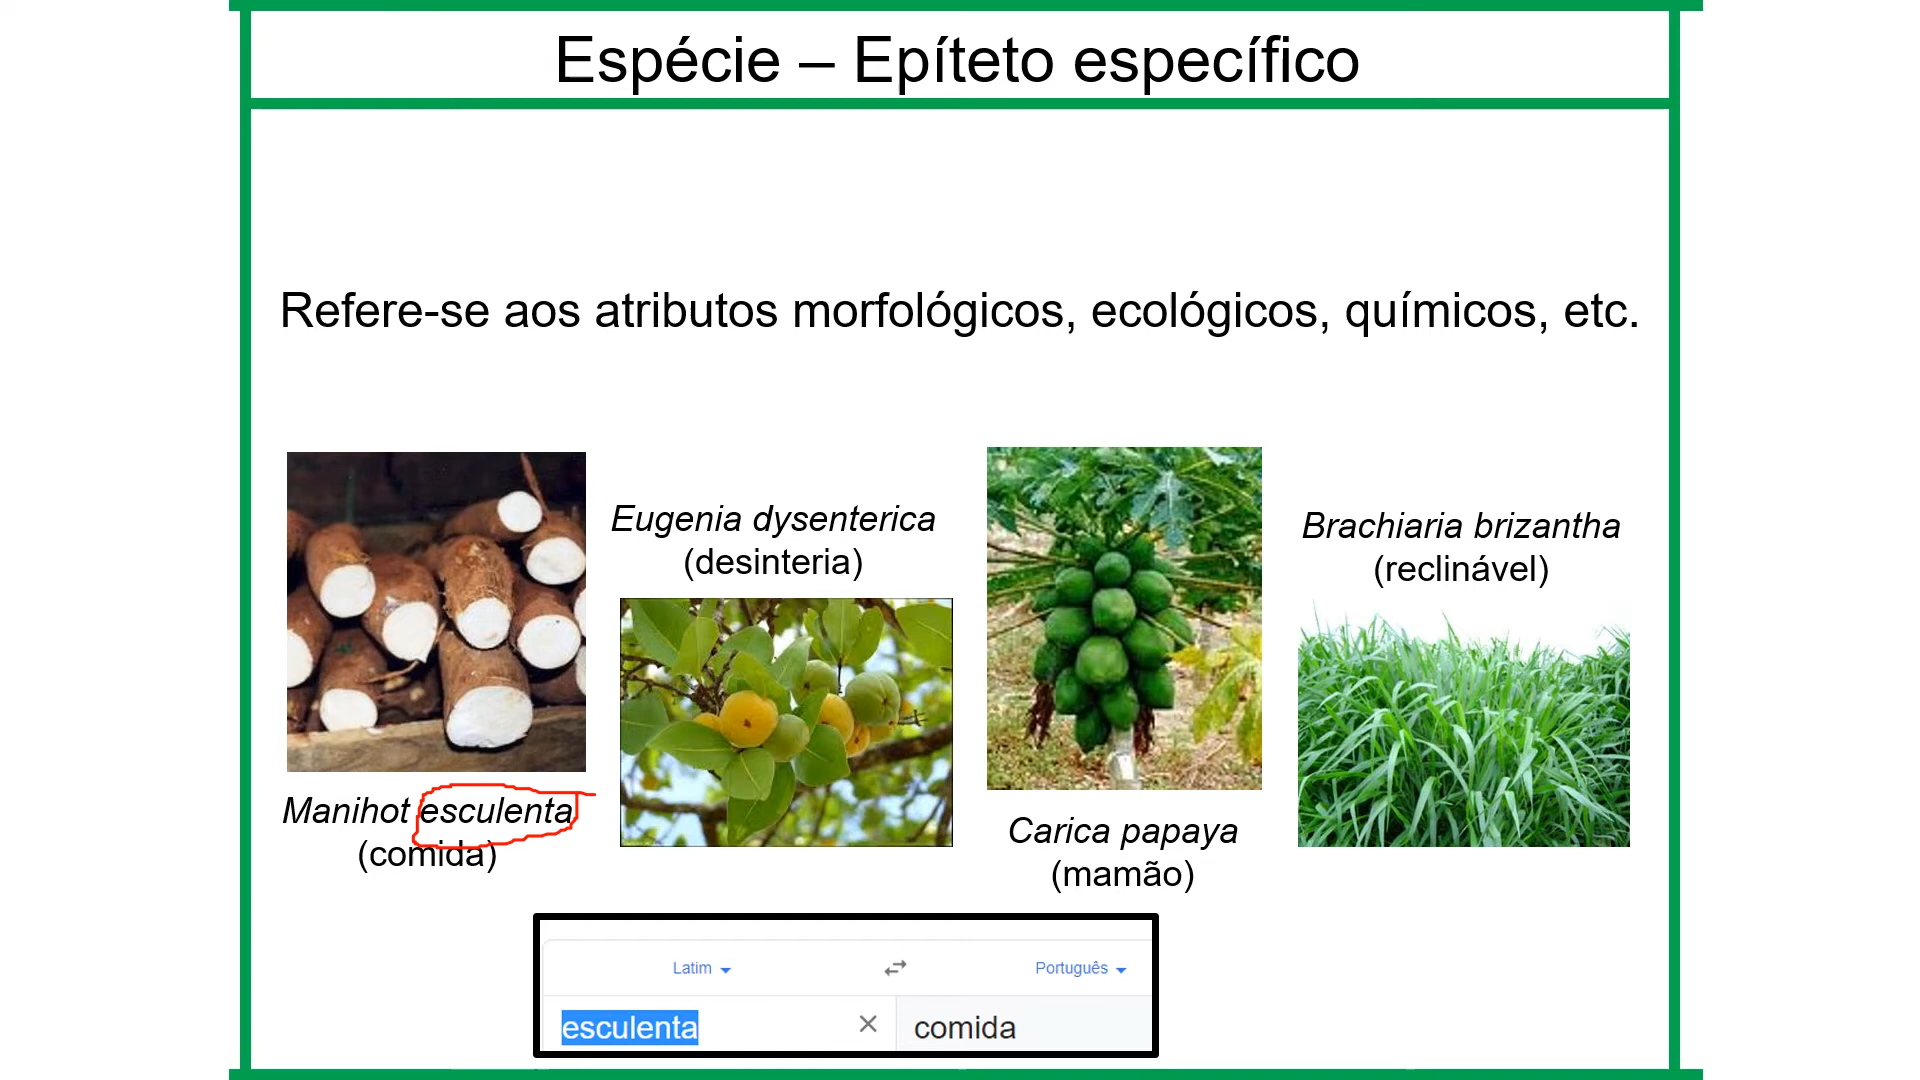 Espécie – Epíteto específico
Refere-se aos atributos morfológicos, ecológicos, químicos, etc.
Manihot esculenta
(comida)
Eugenia dysenterica
(desinteria)
Carica papaya
(mamão)
Brachiaria brizantha
(reclinável)
Latim
Português
esculenta
comida